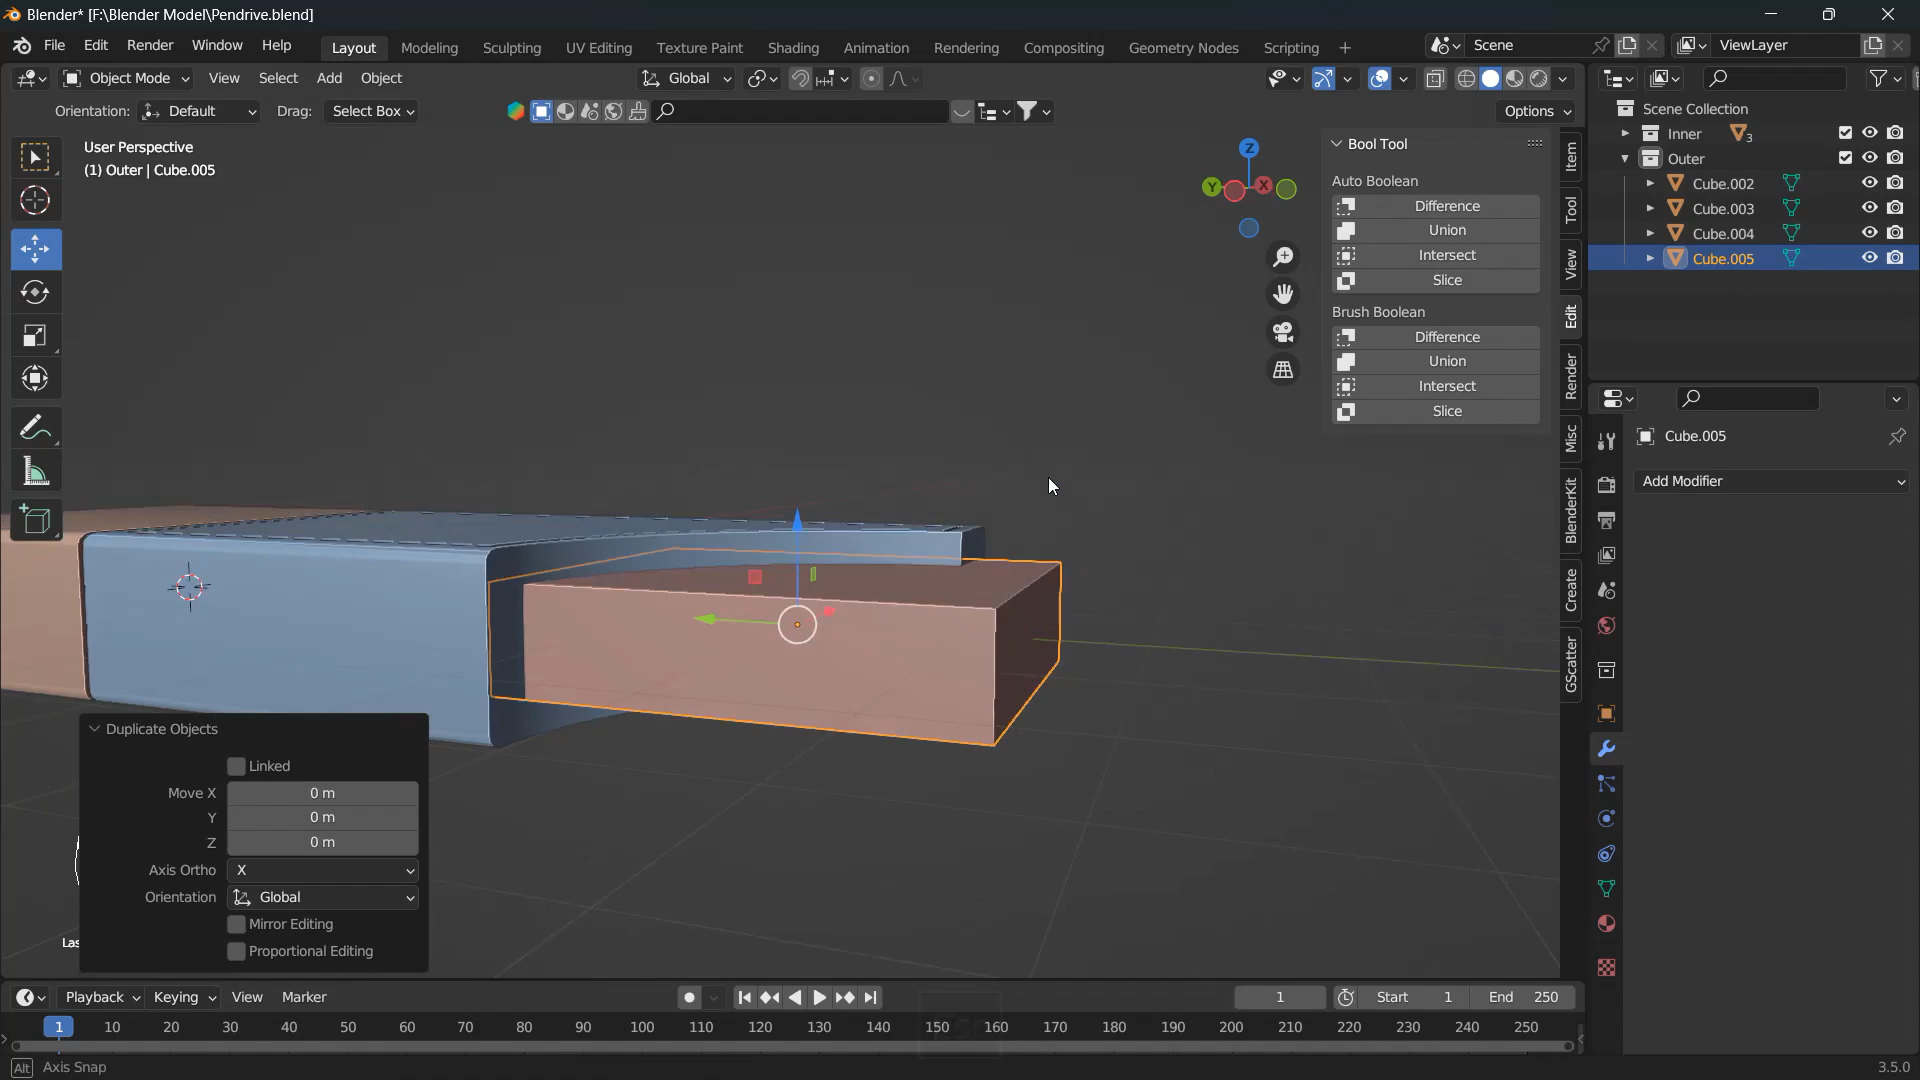 Blender* [F:\Blender Model\Pendrive.blend]
File Edit Render Window Help Layout Modeling Sculpting UV Editing Texture Paint Shading Animation Rendering Compositing Geometry Nodes Scripting + Scene ViewLayer
Object Mode View Select Add Object Global
Orientation: Default Drag: Select Box Options
User Perspective
(1) Outer | Cube.005
Z
Y
X
Bool Tool
Auto Boolean
Difference
Union
Intersect
Slice
Brush Boolean
Difference
Union
Intersect
Slice
Item
Tool
View
Edit
Render
Misc
BlenderKit
Create
GScatter
Scene Collection
Inner 3
Outer
Cube.002
Cube.003
Cube.004
Cube.005
Cube.005
Add Modifier
Duplicate Objects
Linked
Move X 0 m
Y 0 m
Z 0 m
Axis Ortho X
Orientation Global
Mirror Editing
Las
Proportional Editing
Playback Keying View Marker 1 Start 1 End 250
1 10 20 30 40 50 60 70 80 90 100 110 120 130 140 150 160 170 180 190 200 210 220 230 240 250
Alt Axis Snap 3.5.0